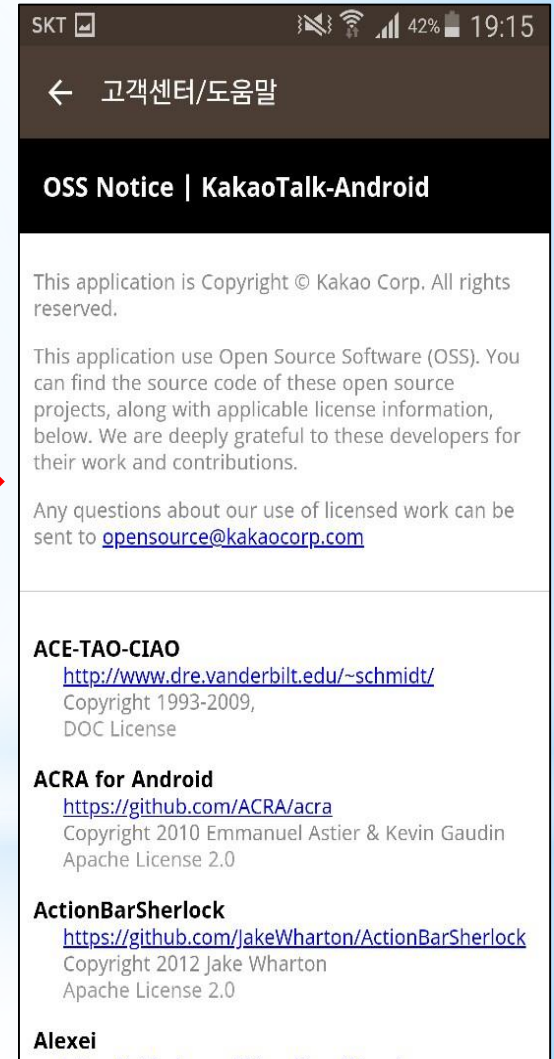 SKT 42% 19:15
← 고객센터/도움말
OSS Notice | KakaoTalk-Android
This application is Copyright © Kakao Corp. All rights
reserved.
This application use Open Source Software (OSS). You
can find the source code of these open source
projects, along with applicable license information,
below. We are deeply grateful to these developers for
their work and contributions.
Any questions about our use of licensed work can be
sent to opensource@kakaocorp.com
ACE-TAO-CIAO
http://www.dre.vanderbilt.edu/~schmidt/
Copyright 1993-2009,
DOC License
ACRA for Android
https://github.com/ACRA/acra
Copyright 2010 Emmanuel Astier & Kevin Gaudin
Apache License 2.0
ActionBarSherlock
https://github.com/JakeWharton/ActionBarSherlock
Copyright 2012 Jake Wharton
Apache License 2.0
Alexei